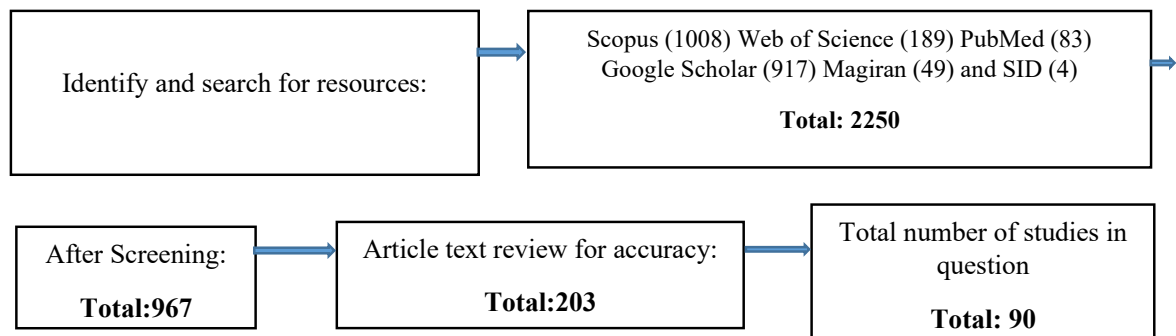 Identify and search for resources:
Scopus (1008) Web of Science (189) PubMed (83)
Google Scholar (917) Magiran (49) and SID (4)
Total: 2250
After Screening:
Total:967
Article text review for accuracy:
Total:203
Total number of studies in
question
Total: 90